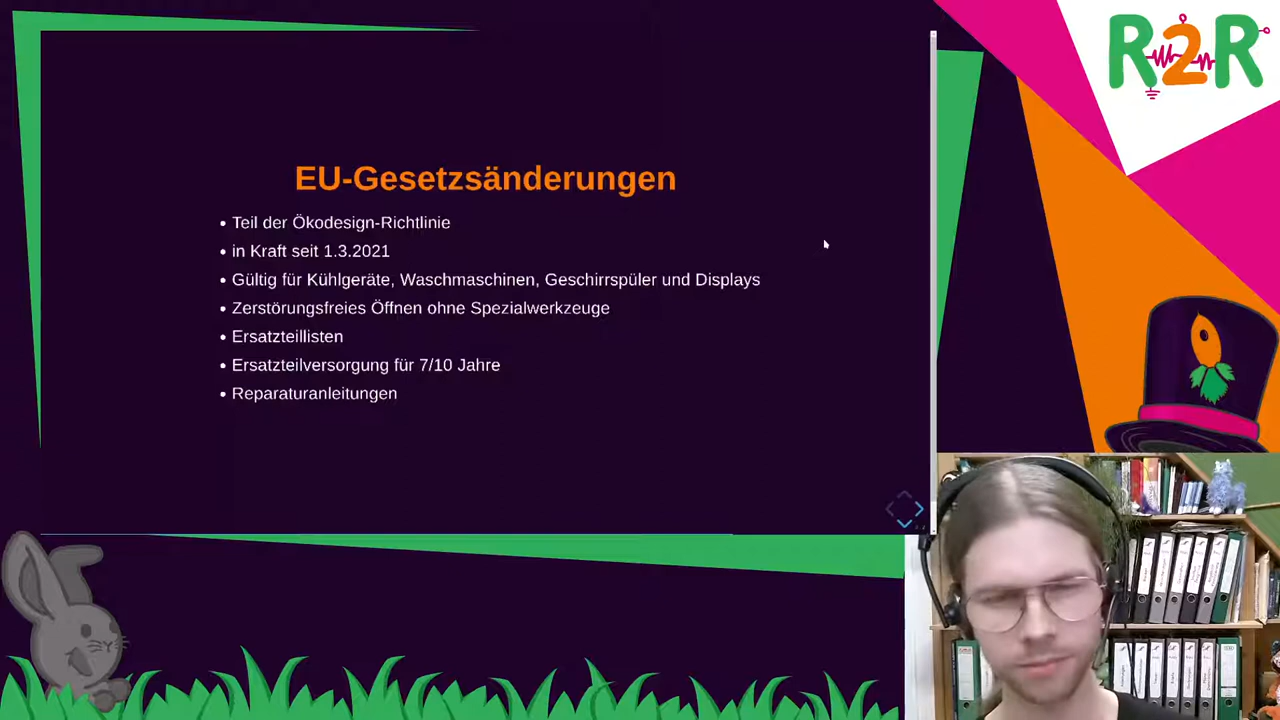 R2R
EU-Gesetzsänderungen
Teil der Ökodesign-Richtlinie
in Kraft seit 1.3.2021
Gültig für Kühlgeräte, Waschmaschinen, Geschirrspüler und Displays
Zerstörungsfreies Öffnen ohne Spezialwerkzeuge
Ersatzteillisten
Ersatzteilversorgung für 7/10 Jahre
Reparaturanleitungen